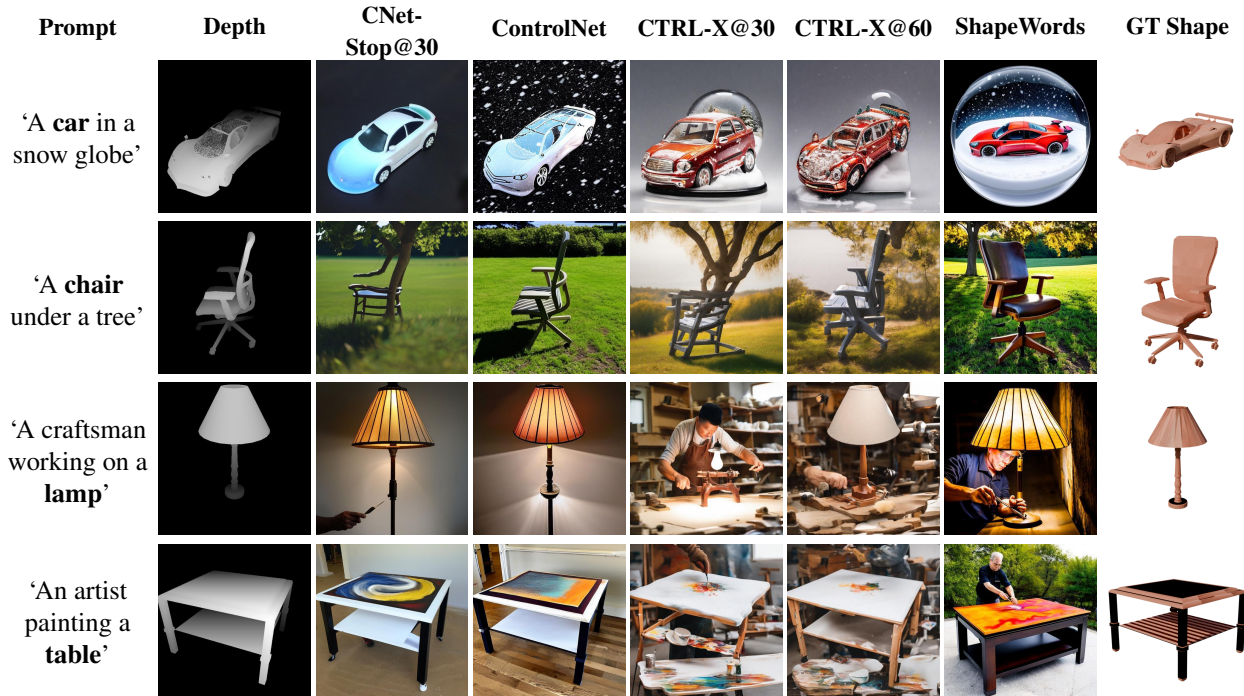 Prompt Depth CNet-Stop@30 ControlNet CTRL-X@30 CTRL-X@60 ShapeWords GT Shape
‘A car in a
snow globe’
‘A chair
under a tree’
‘A craftsman
working on a
lamp’
‘An artist
painting a
table’